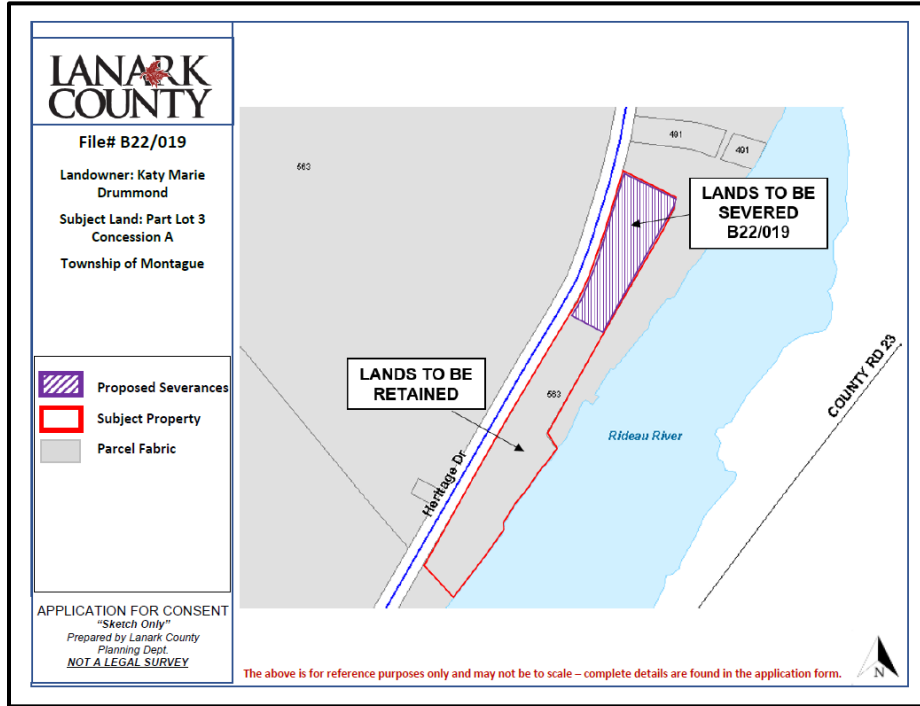 LANARK
COUNTY
File# B22/019
Landowner: Katy Marie
Drummond
Subject Land: Part Lot 3
Concession A
Township of Montague
Proposed Severances
Subject Property
Parcel Fabric
APPLICATION FOR CONSENT
"Sketch Only"
Prepared by Lanark County
Planning Dept.
NOT A LEGAL SURVEY
563
491
491
LANDS TO BE
SEVERED
B22/019
LANDS TO BE
RETAINED
563
Heritage Dr
Rideau River
COUNTY RD 23
The above is for reference purposes only and may not be to scale – complete details are found in the application form.
N